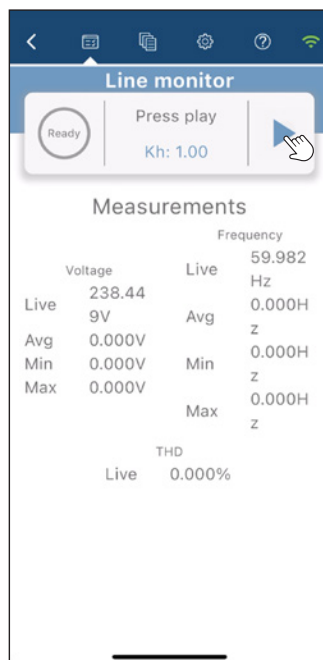 Line monitor
Ready
Press play
Kh: 1.00
Measurements
Voltage
Live 238.44
9V
Avg 0.000V
Min 0.000V
Max 0.000V
Frequency
Live 59.982
Hz
Avg 0.000H
z
Min 0.000H
z
Max 0.000H
z
THD
Live 0.000%